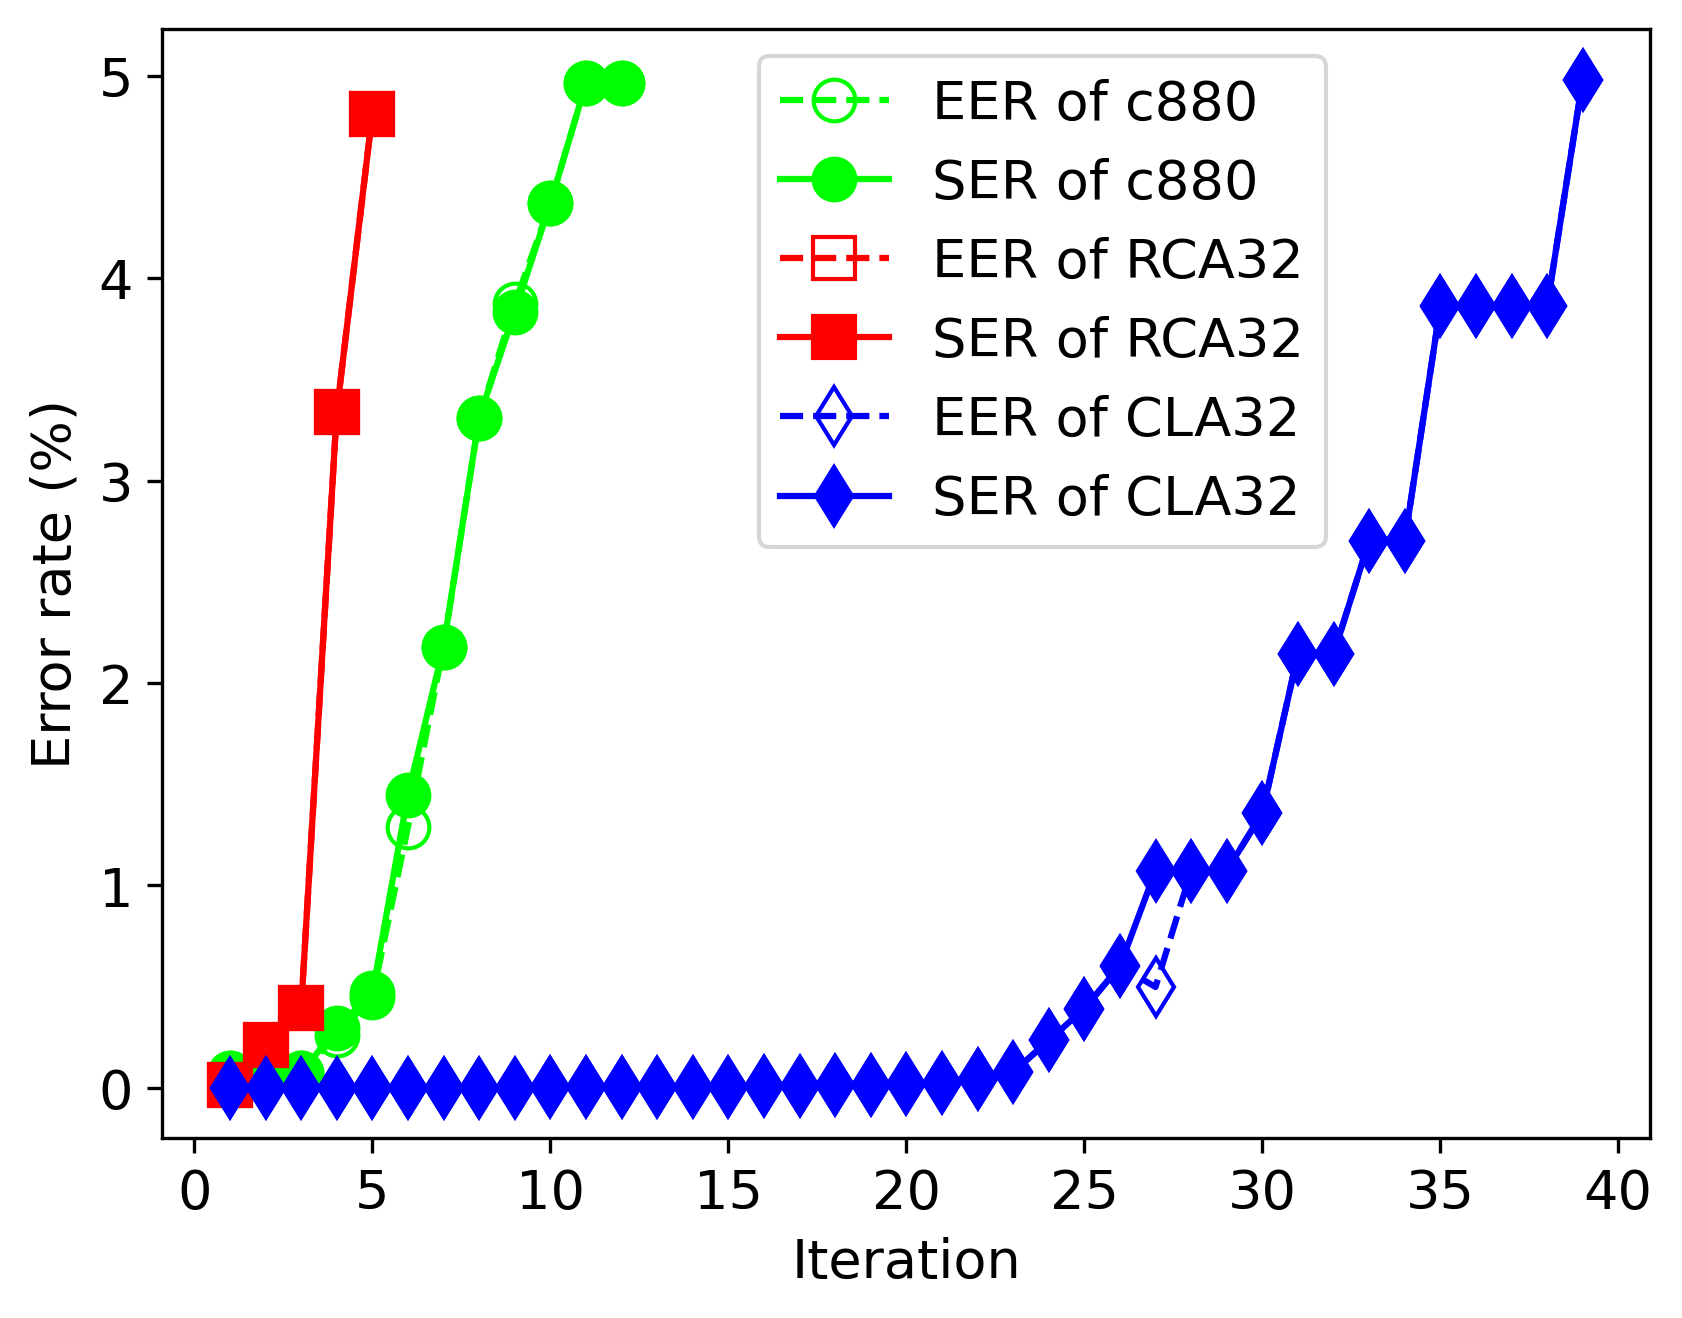 EER of c880
SER of c880
EER of RCA32
SER of RCA32
EER of CLA32
SER of CLA32
Error rate (%)
5
4
3
2
1
0
0 5 10 15 20 25 30 35 40
Iteration